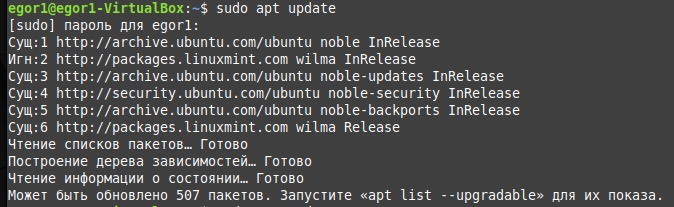 egor1@egor1-VirtualBox:~$ sudo apt update
[sudo] пароль для egor1:
Сущ:1 http://archive.ubuntu.com/ubuntu noble InRelease
Игн:2 http://packages.linuxmint.com wilma InRelease
Сущ:3 http://archive.ubuntu.com/ubuntu noble-updates InRelease
Сущ:4 http://security.ubuntu.com/ubuntu noble-security InRelease
Сущ:5 http://archive.ubuntu.com/ubuntu noble-backports InRelease
Сущ:6 http://packages.linuxmint.com wilma Release
Чтение списков пакетов… Готово
Построение дерева зависимостей… Готово
Чтение информации о состоянии… Готово
Может быть обновлено 507 пакетов. Запустите «apt list --upgradable» для их показа.